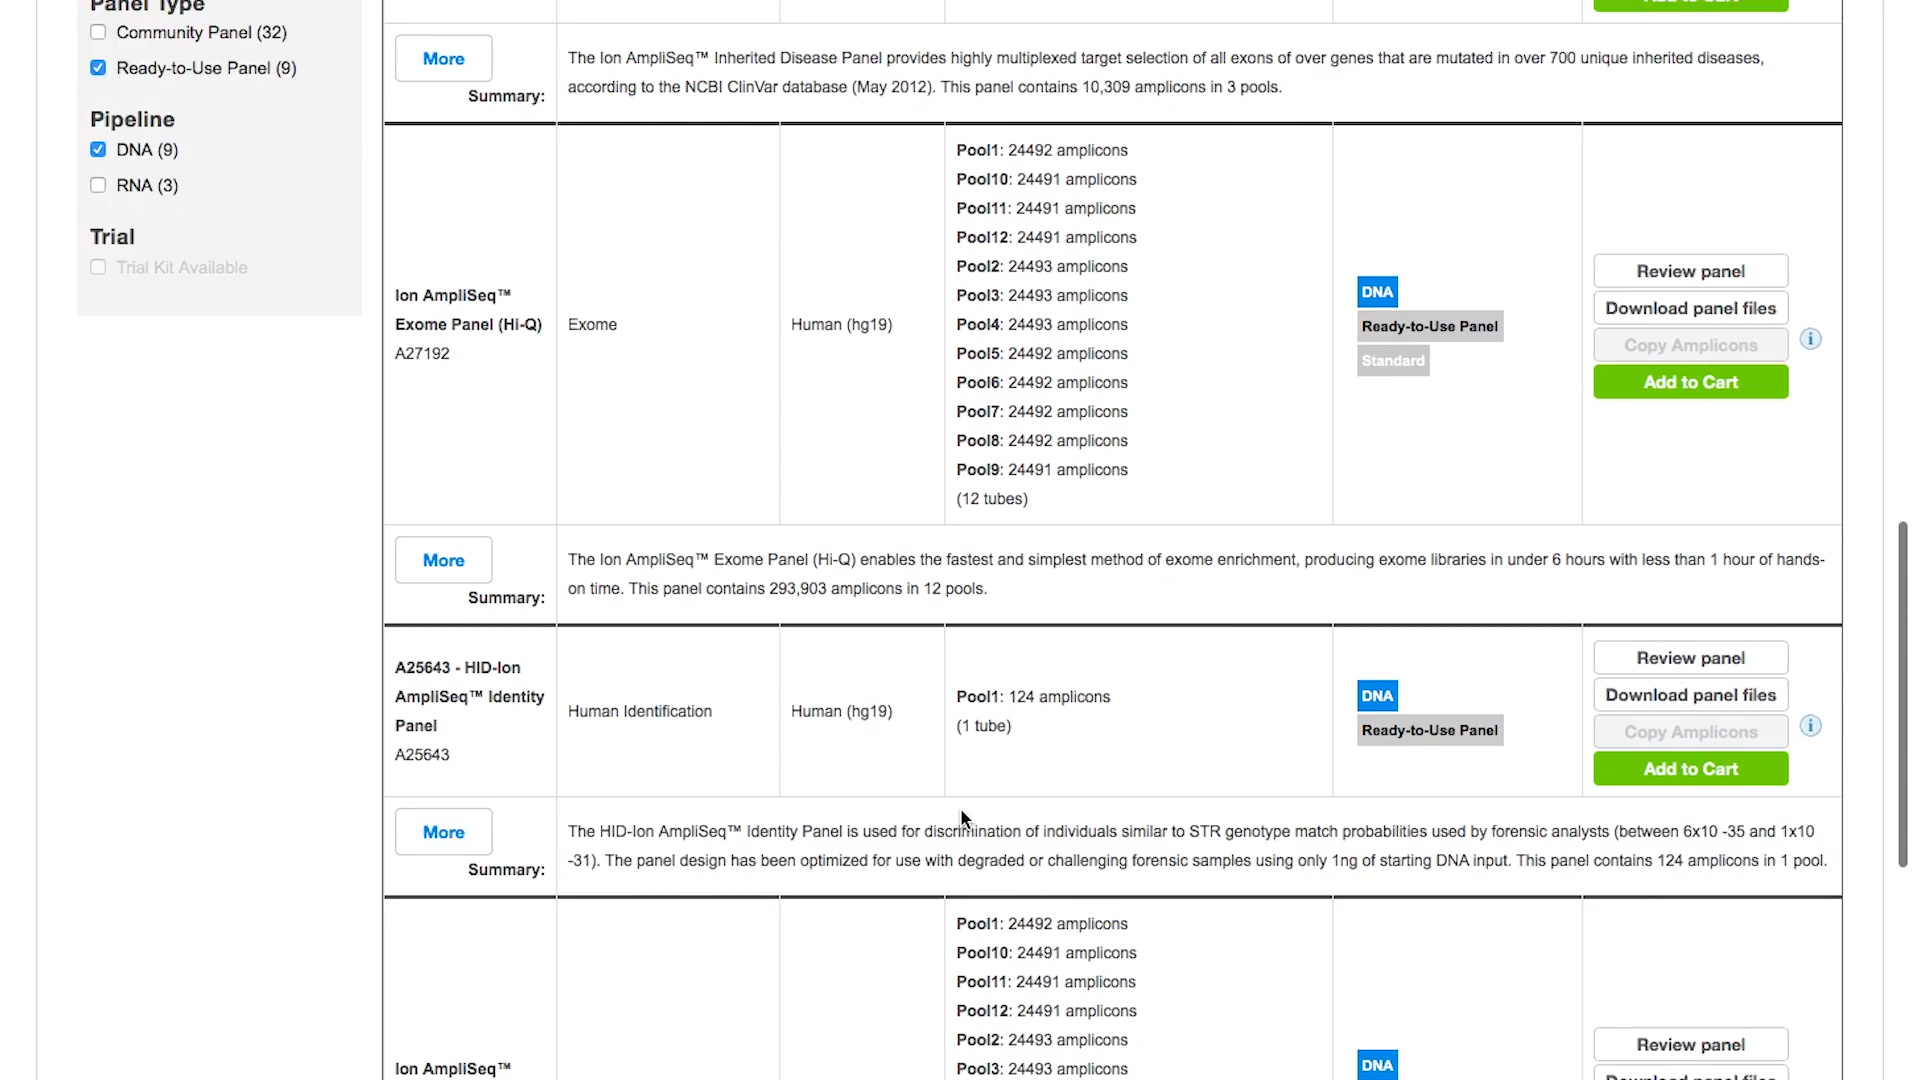 Panel Type
Community Panel (32)
Ready-to-Use Panel (9)
Pipeline
DNA (9)
RNA (3)
Trial
Trial Kit Available
Add to Cart
More
Summary:
The Ion AmpliSeq™ Inherited Disease Panel provides highly multiplexed target selection of all exons of over genes that are mutated in over 700 unique inherited diseases,
according to the NCBI ClinVar database (May 2012). This panel contains 10,309 amplicons in 3 pools.
Ion AmpliSeq™
Exome Panel (Hi-Q)
A27192
Exome
Human (hg19)
Pool1: 24492 amplicons
Pool10: 24491 amplicons
Pool11: 24491 amplicons
Pool12: 24491 amplicons
Pool2: 24493 amplicons
Pool3: 24493 amplicons
Pool4: 24493 amplicons
Pool5: 24492 amplicons
Pool6: 24492 amplicons
Pool7: 24492 amplicons
Pool8: 24492 amplicons
Pool9: 24491 amplicons
(12 tubes)
DNA
Ready-to-Use Panel
Standard
Review panel
Download panel files
Copy Amplicons
Add to Cart
More
Summary:
The Ion AmpliSeq™ Exome Panel (Hi-Q) enables the fastest and simplest method of exome enrichment, producing exome libraries in under 6 hours with less than 1 hour of hands-
on time. This panel contains 293,903 amplicons in 12 pools.
A25643 - HID-Ion
AmpliSeq™ Identity
Panel
A25643
Human Identification
Human (hg19)
Pool1: 124 amplicons
(1 tube)
DNA
Ready-to-Use Panel
Review panel
Download panel files
Copy Amplicons
Add to Cart
More
Summary:
The HID-Ion AmpliSeq™ Identity Panel is used for discrimination of individuals similar to STR genotype match probabilities used by forensic analysts (between 6x10 -35 and 1x10
-31). The panel design has been optimized for use with degraded or challenging forensic samples using only 1ng of starting DNA input. This panel contains 124 amplicons in 1 pool.
Ion AmpliSeq™
Pool1: 24492 amplicons
Pool10: 24491 amplicons
Pool11: 24491 amplicons
Pool12: 24491 amplicons
Pool2: 24493 amplicons
Pool3: 24493 amplicons
DNA
Review panel
Download panel files